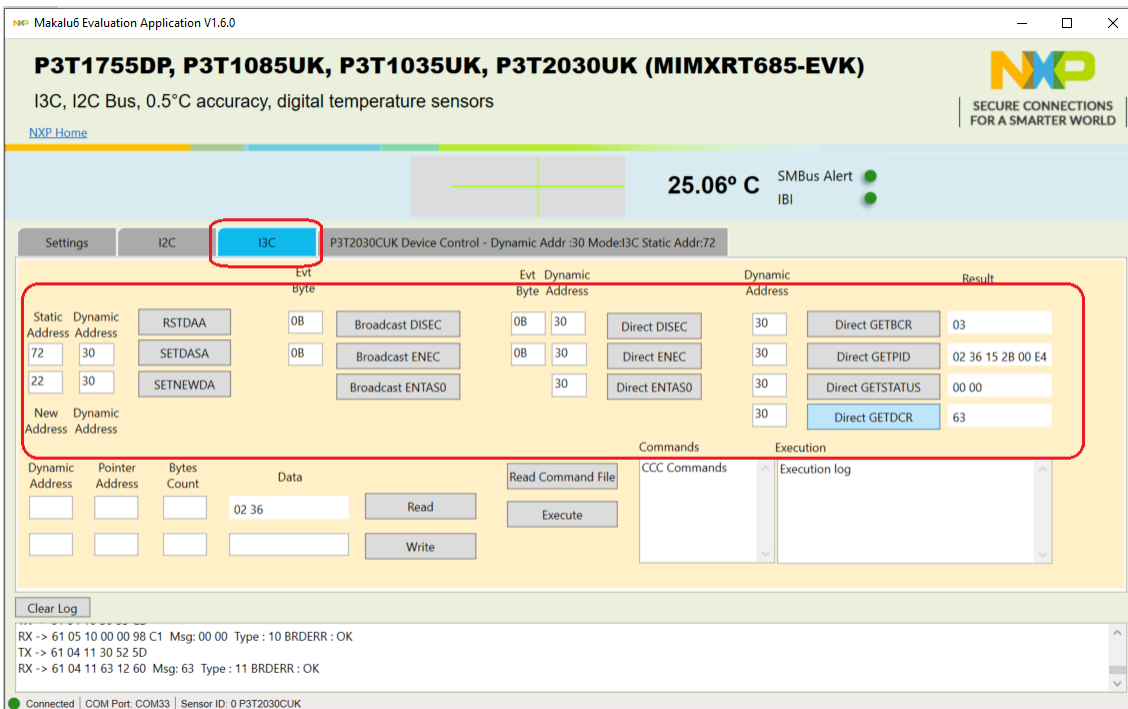 NXP Makalu6 Evaluation Application V1.6.0
P3T1755DP, P3T1085UK, P3T1035UK, P3T2030UK (MIMXRT685-EVK)
I3C, I2C Bus, 0.5°C accuracy, digital temperature sensors
NXP Home
NXP
SECURE CONNECTIONS
FOR A SMARTER WORLD
25.06º C
SMBus Alert
IBI
Settings
I2C
I3C
P3T2030CUK Device Control - Dynamic Addr :30 Mode:I3C Static Addr:72
Evt
Byte
Evt Dynamic
Byte Address
Dynamic
Address
Result
Static Dynamic
Address Address
RSTDAA
0B
Broadcast DISEC
0B 30
Direct DISEC
30
Direct GETBCR
03
72 30
SETDASA
0B
Broadcast ENEC
0B 30
Direct ENEC
30
Direct GETPID
02 36 15 2B 00 E4
22 30
SETNEWDA
Broadcast ENTAS0
30
Direct ENTAS0
30
Direct GETSTATUS
00 00
New Dynamic
Address Address
30
Direct GETDCR
63
Dynamic
Address
Pointer
Address
Bytes
Count
Data
02 36
Read
Write
Read Command File
Execute
Commands
CCC Commands
Execution
Execution log
Clear Log
RX -> 61 05 10 00 00 98 C1 Msg: 00 00 Type : 10 BRDERR : OK
TX -> 61 04 11 30 52 5D
RX -> 61 04 11 63 12 60 Msg: 63 Type : 11 BRDERR : OK
Connected
COM Port: COM33
Sensor ID: 0 P3T2030CUK